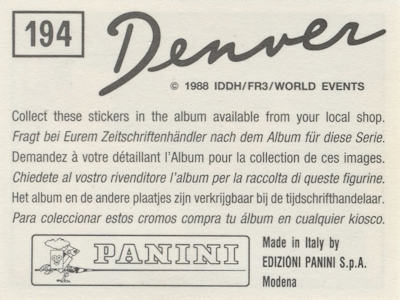 194
Denver
© 1988 IDDH/FR3/WORLD EVENTS
Collect these stickers in the album available from your local shop.
Fragt bei Eurem Zeitschriftenhändler nach dem Album für diese Serie.
Demandez à votre détaillant l'Album pour la collection de ces images.
Chiedete al vostro rivenditore l'album per la raccolta di queste figurine.
Het album en de andere plaatjes zijn verkrijgbaar bij de tijdschrifthandelaar.
Para coleccionar estos cromos compra tu álbum en cualquier kiosco.
PANINI
Made in Italy by
EDIZIONI PANINI S.p.A.
Modena